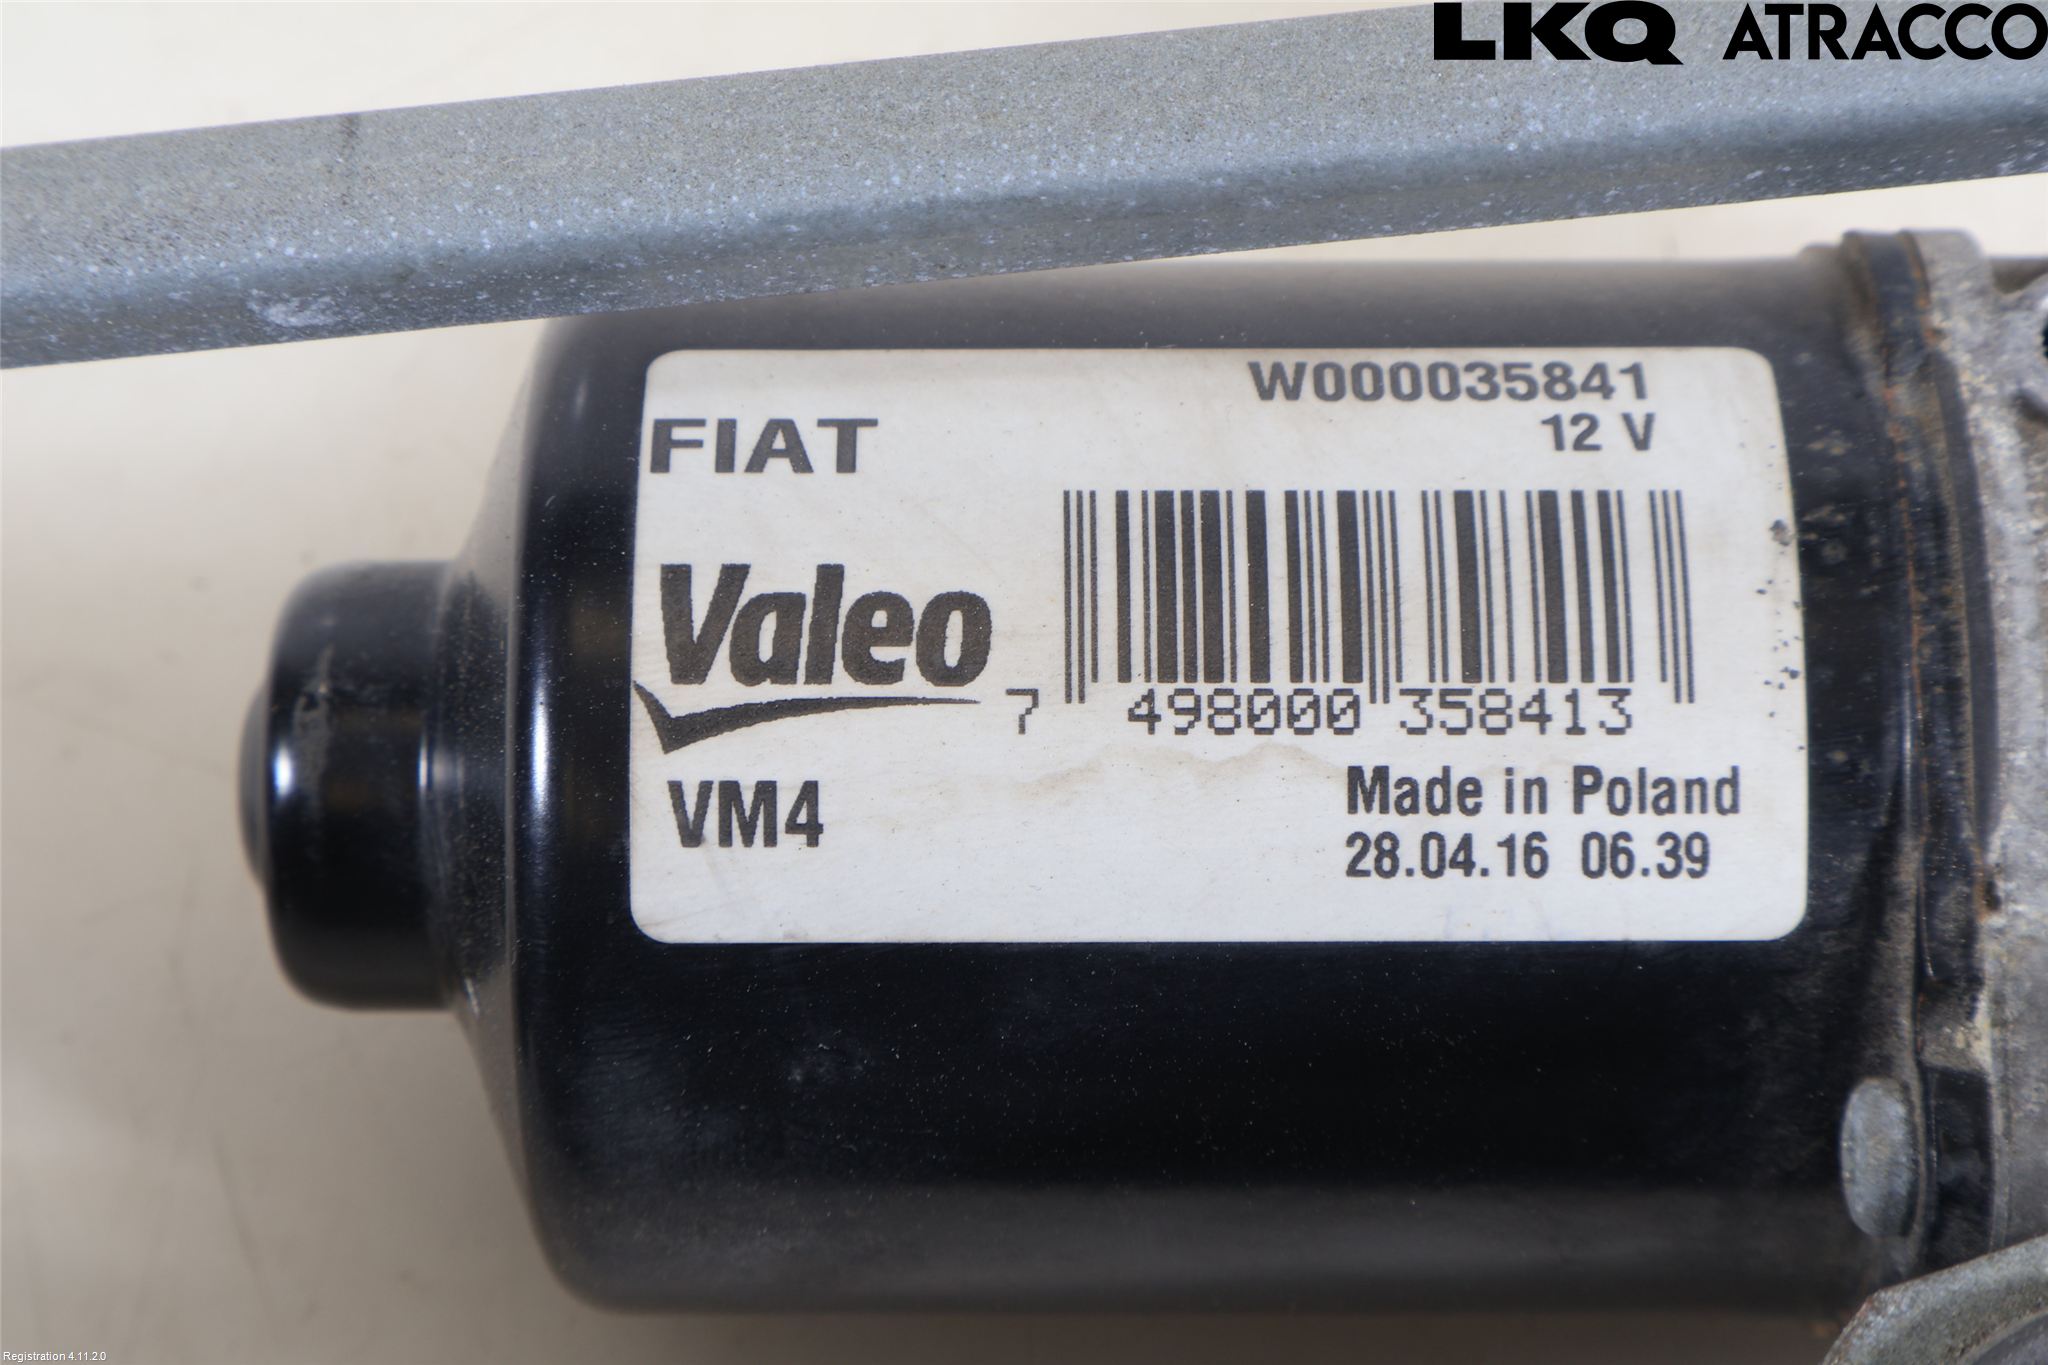 LKQ ATRACCO
W000035841
12 V
FIAT
Valeo
7 498000 358413
VM4
Made in Poland
28.04.16 06.39
Registration 4.11.2.0